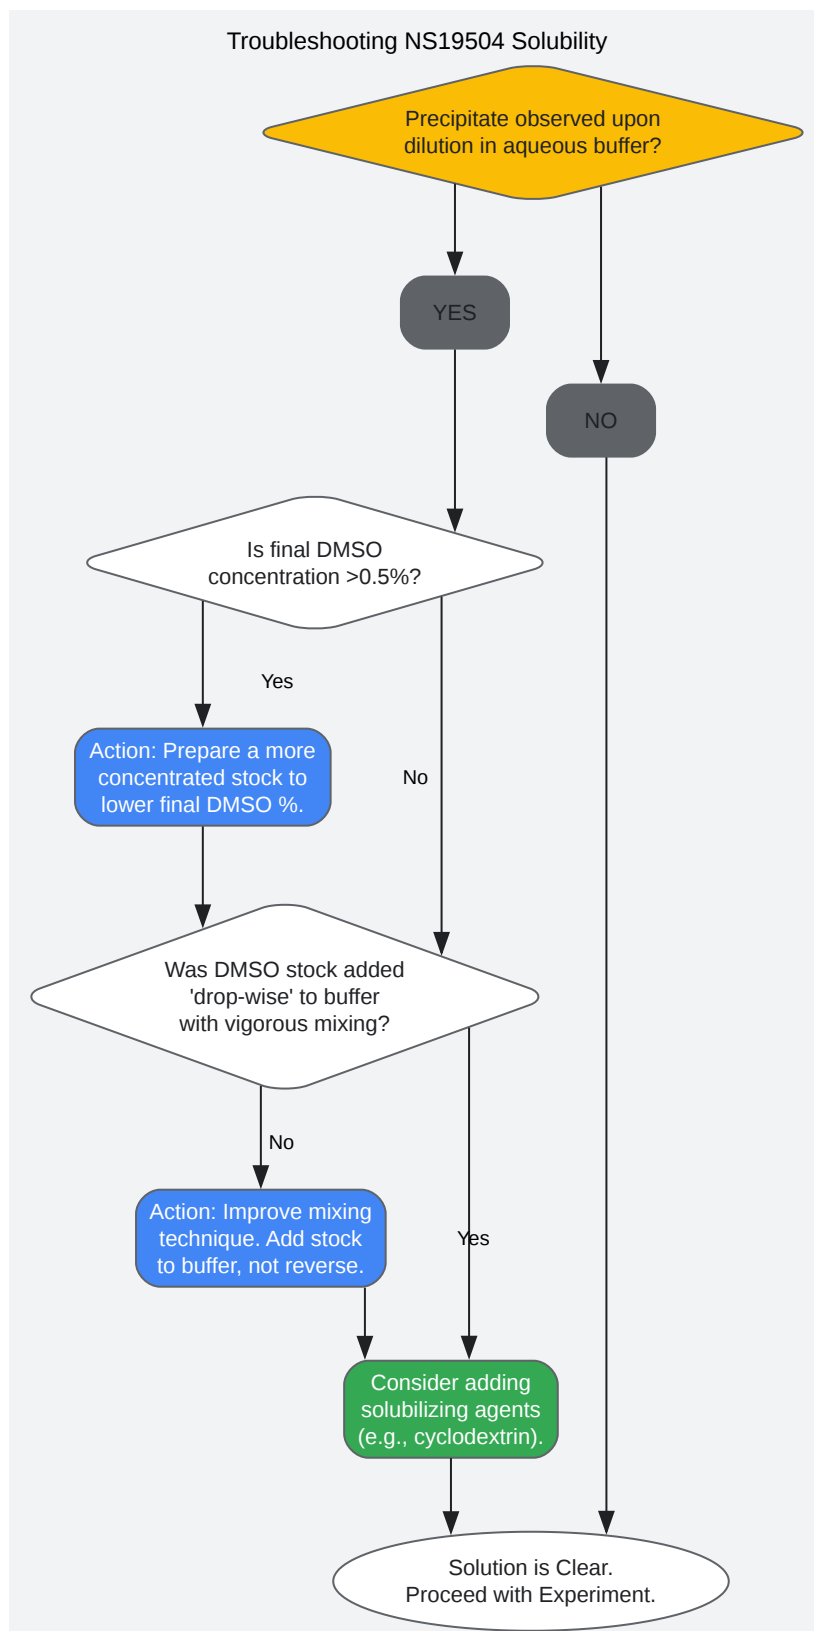 Troubleshooting NS19504 Solubility
Precipitate observed upon
dilution in aqueous buffer?
YES
NO
Is final DMSO
concentration >0.5%?
Yes
Action: Prepare a more
concentrated stock to
lower final DMSO %.
No
Was DMSO stock added
'drop-wise' to buffer
with vigorous mixing?
No
Action: Improve mixing
technique. Add stock
to buffer, not reverse.
Yes
Consider adding
solubilizing agents
(e.g., cyclodextrin).
Solution is Clear.
Proceed with Experiment.